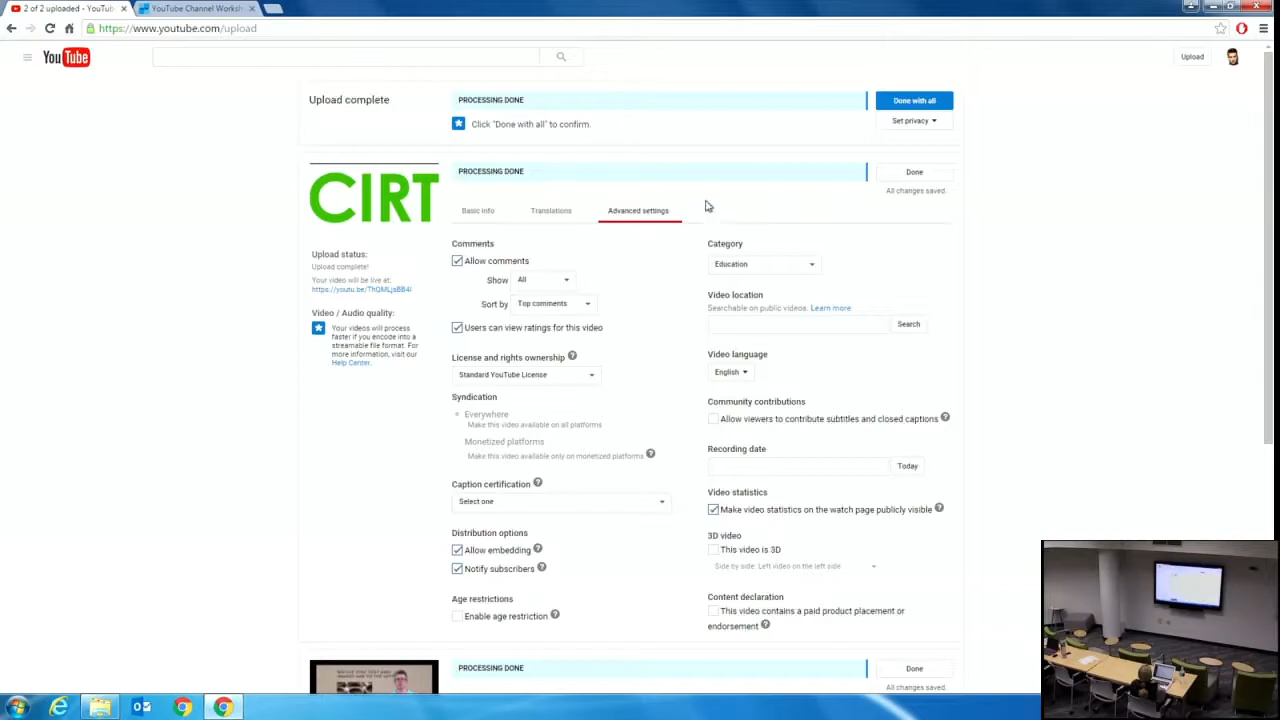 2 of 2 uploaded - YouTub
YouTube Channel Worksh
https://www.youtube.com/upload
YouTube
Upload
Upload complete
PROCESSING DONE
Done with all
Click "Done with all" to confirm.
Set privacy
CIRT
PROCESSING DONE
Done
All changes saved.
Basic info
Translations
Advanced settings
Upload status:
Upload complete!
Your video will be live at:
Video / Audio quality:
Your videos will process
faster if you encode into a
streamable file format. For
more information, visit our
Help Center.
Comments
Allow comments
Show All
Sort by Top comments
Users can view ratings for this video
License and rights ownership ?
Standard YouTube License
Syndication
Everywhere
Make this video available on all platforms
Monetized platforms
Make this video available only on monetized platforms ?
Caption certification ?
Select one
Distribution options
Allow embedding ?
Notify subscribers ?
Age restrictions
Enable age restriction ?
Category
Education
Video location
Searchable on public videos. Learn more
Search
Video language
English
Community contributions
Allow viewers to contribute subtitles and closed captions ?
Recording date
Today
Video statistics
Make video statistics on the watch page publicly visible ?
3D video
This video is 3D
Side by side: Left video on the left side
Content declaration
This video contains a paid product placement or
endorsement ?
PROCESSING DONE
Done
All changes saved.